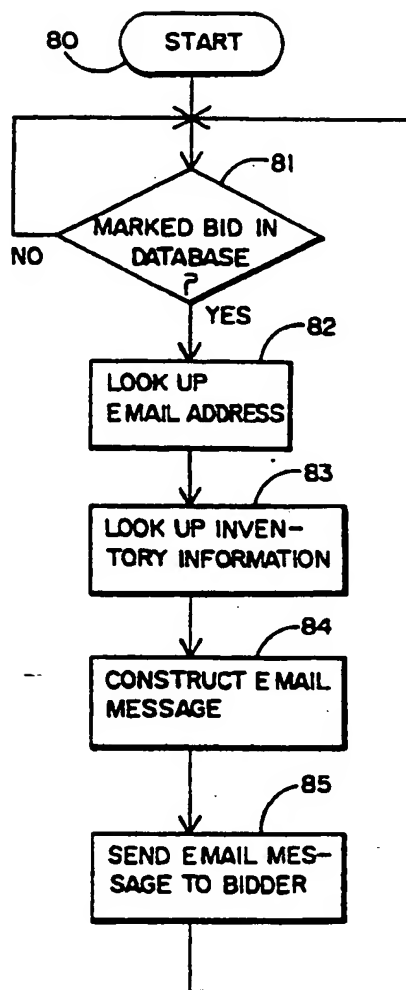 80
START
81
MARKED BID IN
DATABASE
?
NO
YES
82
LOOK UP
EMAIL ADDRESS
83
LOOK UP INVEN-
TORY INFORMATION
84
CONSTRUCT EMAIL
MESSAGE
85
SEND EMAIL MES-
SAGE TO BIDDER